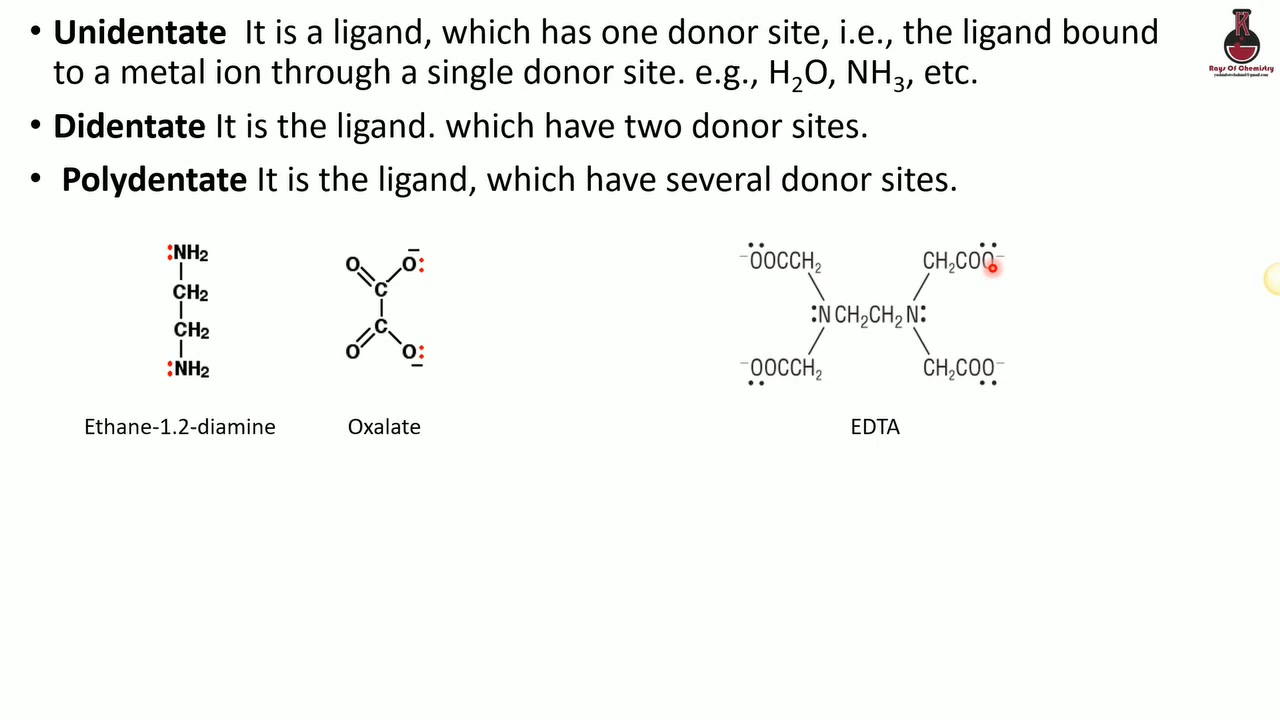 • Unidentate It is a ligand, which has one donor site, i.e., the ligand bound
to a metal ion through a single donor site. e.g., H₂O, NH₃, etc.
• Didentate It is the ligand. which have two donor sites.
• Polydentate It is the ligand, which have several donor sites.
K
Rays Of Chemistry
:NH₂
CH₂
CH₂
:NH₂
Ethane-1.2-diamine
O O:⁻
C
C
O O:⁻
Oxalate
⁻OOCCH₂ CH₂COO⁻
:NCH₂CH₂N:
⁻OOCCH₂ CH₂COO⁻
EDTA